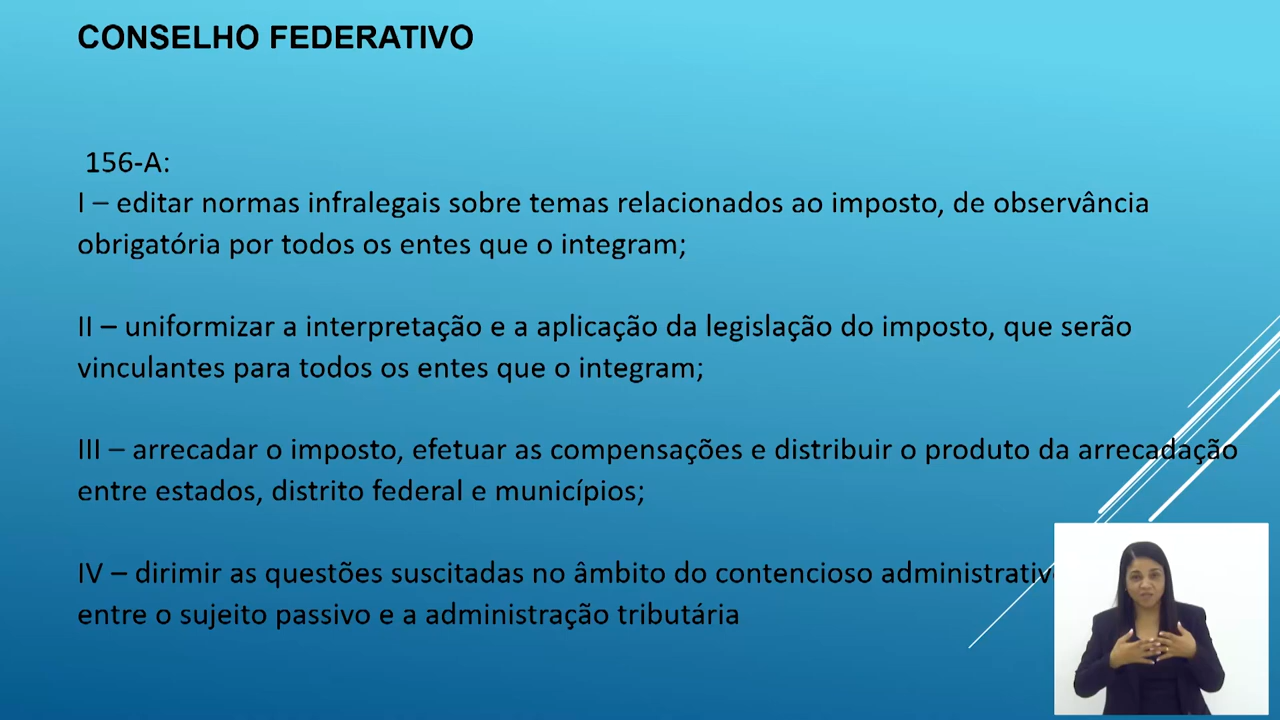 CONSELHO FEDERATIVO
156-A:
I – editar normas infralegais sobre temas relacionados ao imposto, de observância
obrigatória por todos os entes que o integram;
II – uniformizar a interpretação e a aplicação da legislação do imposto, que serão
vinculantes para todos os entes que o integram;
III – arrecadar o imposto, efetuar as compensações e distribuir o produto da arrecadação
entre estados, distrito federal e municípios;
IV – dirimir as questões suscitadas no âmbito do contencioso
entre o sujeito passivo e a administração tributária